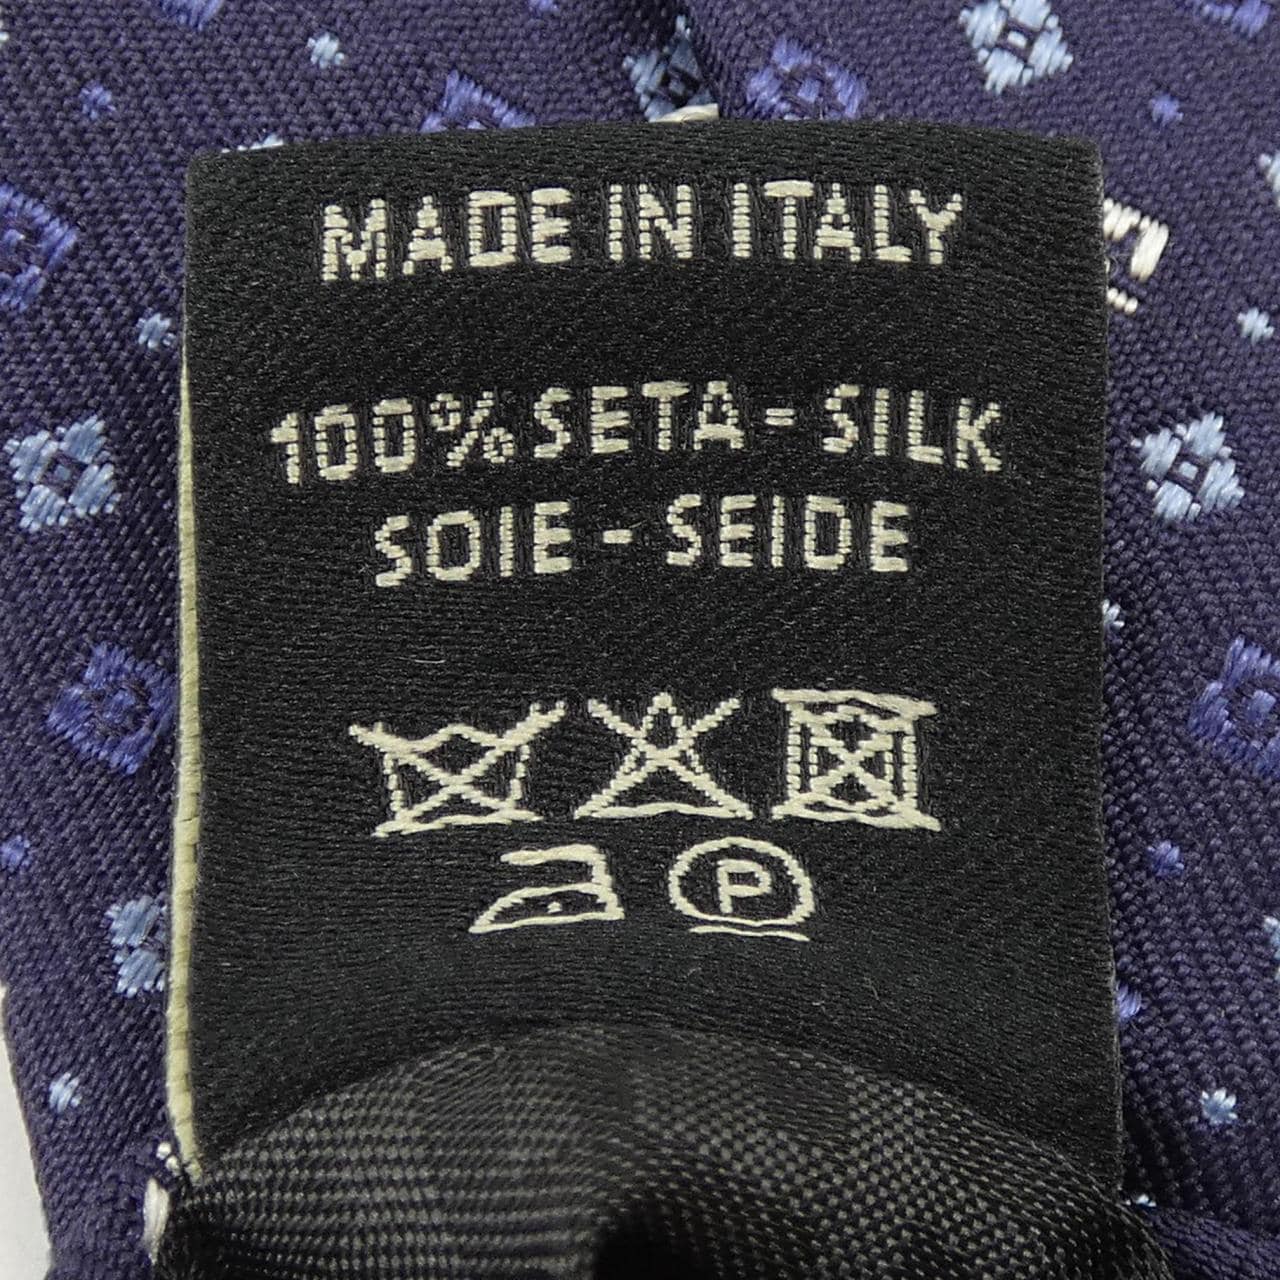 MADE IN ITALY
100% SETA - SILK
SOIE - SEIDE
P